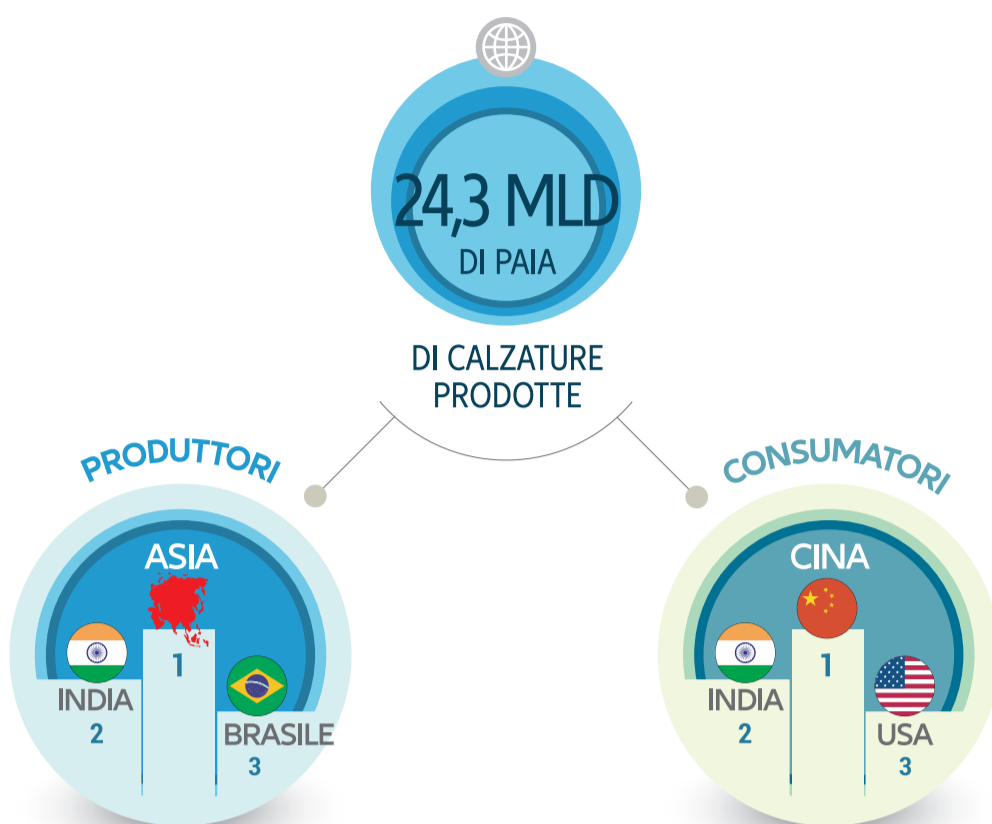 24,3 MLD
DI PAIA
DI CALZATURE
PRODOTTE
PRODUTTORI
ASIA
1
INDIA
2
BRASILE
3
CONSUMATORI
CINA
1
INDIA
2
USA
3